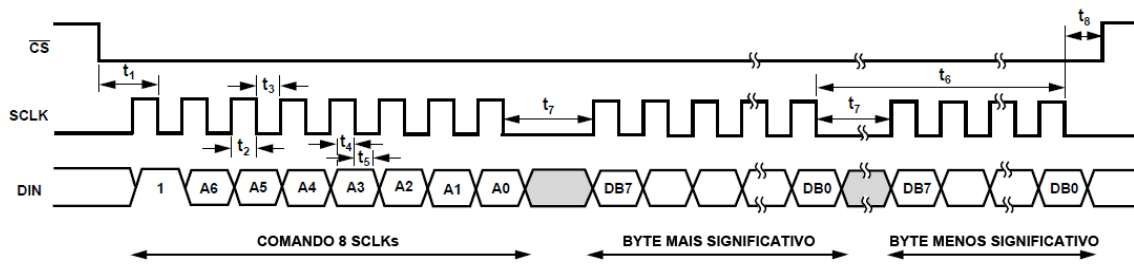 t8
CS
t1
t3
t6
SCLK
t7
t7
t2
t4
t5
DIN
1 A6 A5 A4 A3 A2 A1 A0 DB7 DB0 DB7 DB0
COMANDO 8 SCLKs BYTE MAIS SIGNIFICATIVO BYTE MENOS SIGNIFICATIVO